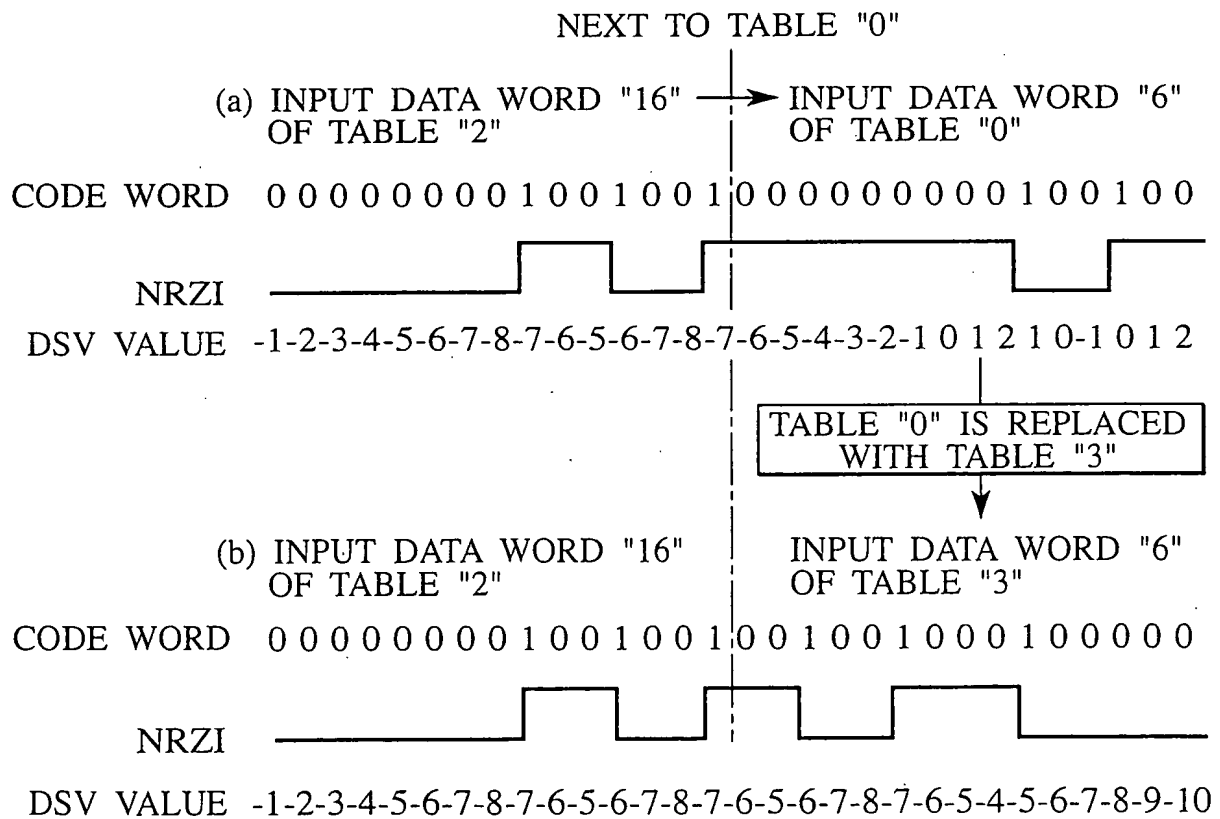 NEXT TO TABLE "0"
(a) INPUT DATA WORD "16" INPUT DATA WORD "6"
OF TABLE "2" OF TABLE "0"
CODE WORD 0 0 0 0 0 0 0 0 1 0 0 1 0 0 1 0 0 0 0 0 0 0 0 0 1 0 0 1 0 0
NRZI
DSV VALUE -1-2-3-4-5-6-7-8-7-6-5-6-7-8-7-6-5-4-3-2-1 0 1 2 1 0-1 0 1 2
TABLE "0" IS REPLACED
WITH TABLE "3"
(b) INPUT DATA WORD "16" INPUT DATA WORD "6"
OF TABLE "2" OF TABLE "3"
CODE WORD 0 0 0 0 0 0 0 0 1 0 0 1 0 0 1 0 0 1 0 0 1 0 0 0 1 0 0 0 0 0
NRZI
DSV VALUE -1-2-3-4-5-6-7-8-7-6-5-6-7-8-7-6-5-6-7-8-7-6-5-4-5-6-7-8-9-10